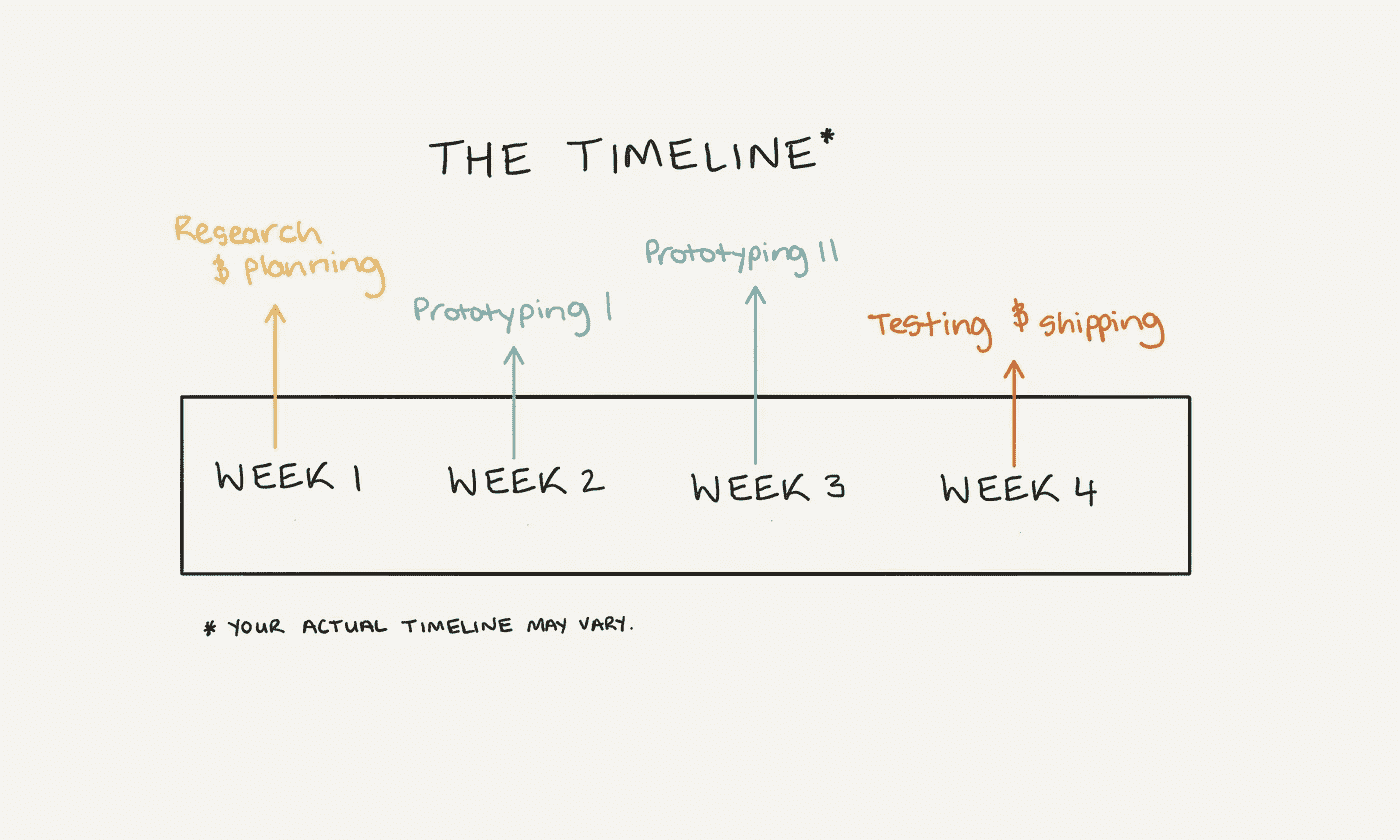 THE TIMELINE*
Research
& planning
Prototyping I
Prototyping II
Testing & shipping
WEEK 1
WEEK 2
WEEK 3
WEEK 4
* YOUR ACTUAL TIMELINE MAY VARY.